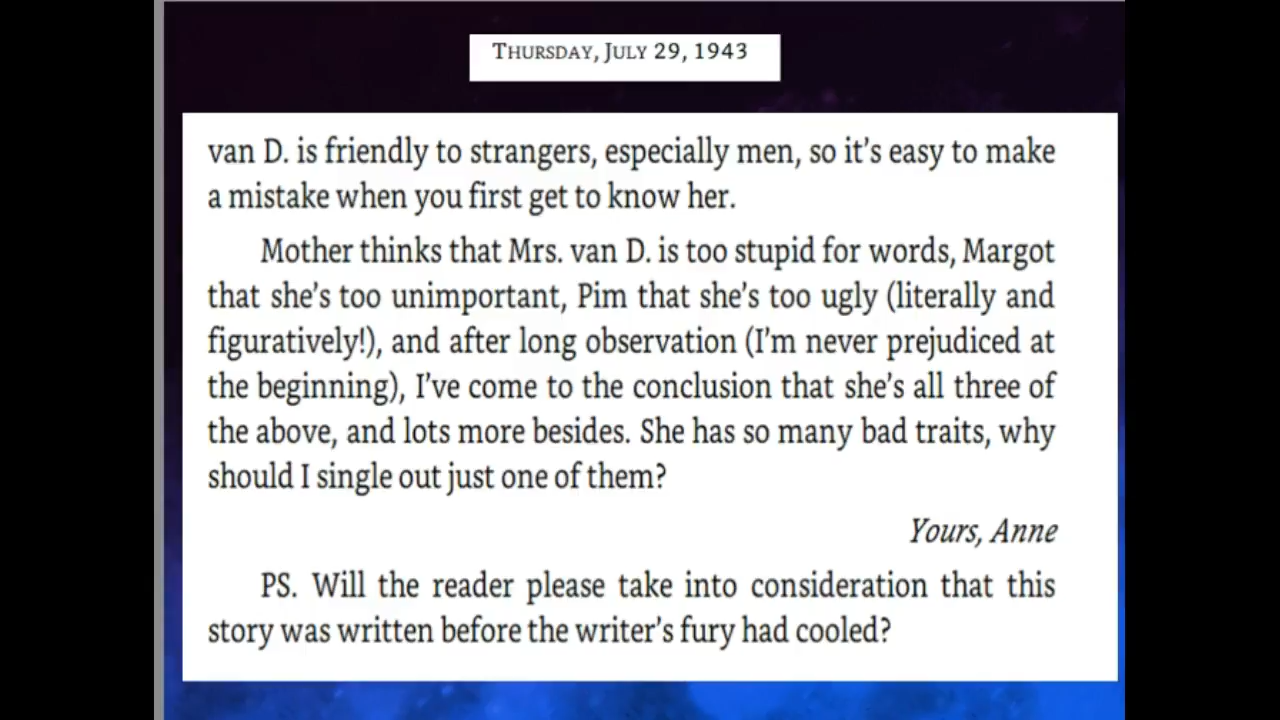 THURSDAY, JULY 29, 1943
van D. is friendly to strangers, especially men, so it’s easy to make
a mistake when you first get to know her.
Mother thinks that Mrs. van D. is too stupid for words, Margot
that she’s too unimportant, Pim that she’s too ugly (literally and
figuratively!), and after long observation (I’m never prejudiced at
the beginning), I’ve come to the conclusion that she’s all three of
the above, and lots more besides. She has so many bad traits, why
should I single out just one of them?
Yours, Anne
PS. Will the reader please take into consideration that this
story was written before the writer’s fury had cooled?